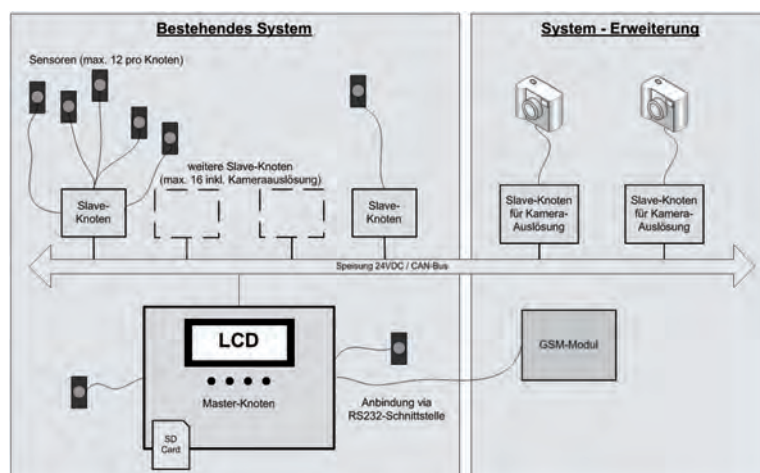 Bestehendes System
System - Erweiterung
Sensoren (max. 12 pro Knoten)
weitere Slave-Knoten
(max. 16 inkl. Kameraauslösung)
Slave-
Knoten
Slave-
Knoten
Slave-Knoten
für Kamera-
Auslösung
Slave-Knoten
für Kamera-
Auslösung
Speisung 24VDC / CAN-Bus
LCD
Master-Knoten
SD
Card
Anbindung via
RS232-Schnittstelle
GSM-Modul